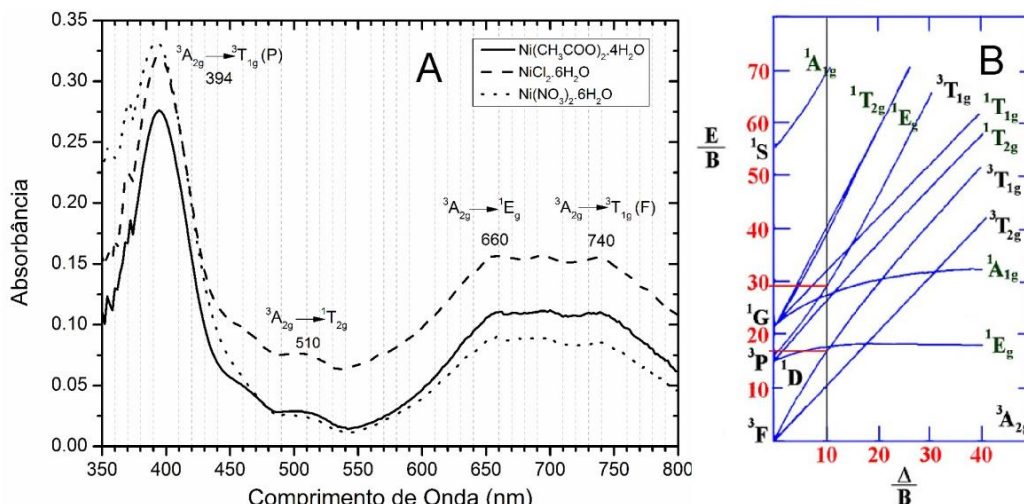 A
³A₂g → ³T₁g (P)
394
Ni(CH₃COO)₂.4H₂O
NiCl₂.6H₂O
Ni(NO₃)₂.6H₂O
³A₂g → ¹E_g
660
³A₂g → ³T₁g (F)
740
³A₂g → ¹T₂g
510
Absorbância
0.35
0.30
0.25
0.20
0.15
0.10
0.05
0.00
350 400 450 500 550 600 650 700 750 800
Comprimento de Onda (nm)
B
E
B
70
60
50
40
30
20
10
¹A₁g
¹T₂g
¹E_g
³T₁g
¹T₁g
¹T₂g
³T₁g
³T₂g
¹A₁g
¹E_g
³A₂g
¹S
¹G
³P
¹D
³F
10 20 30 40 50
Δ
B